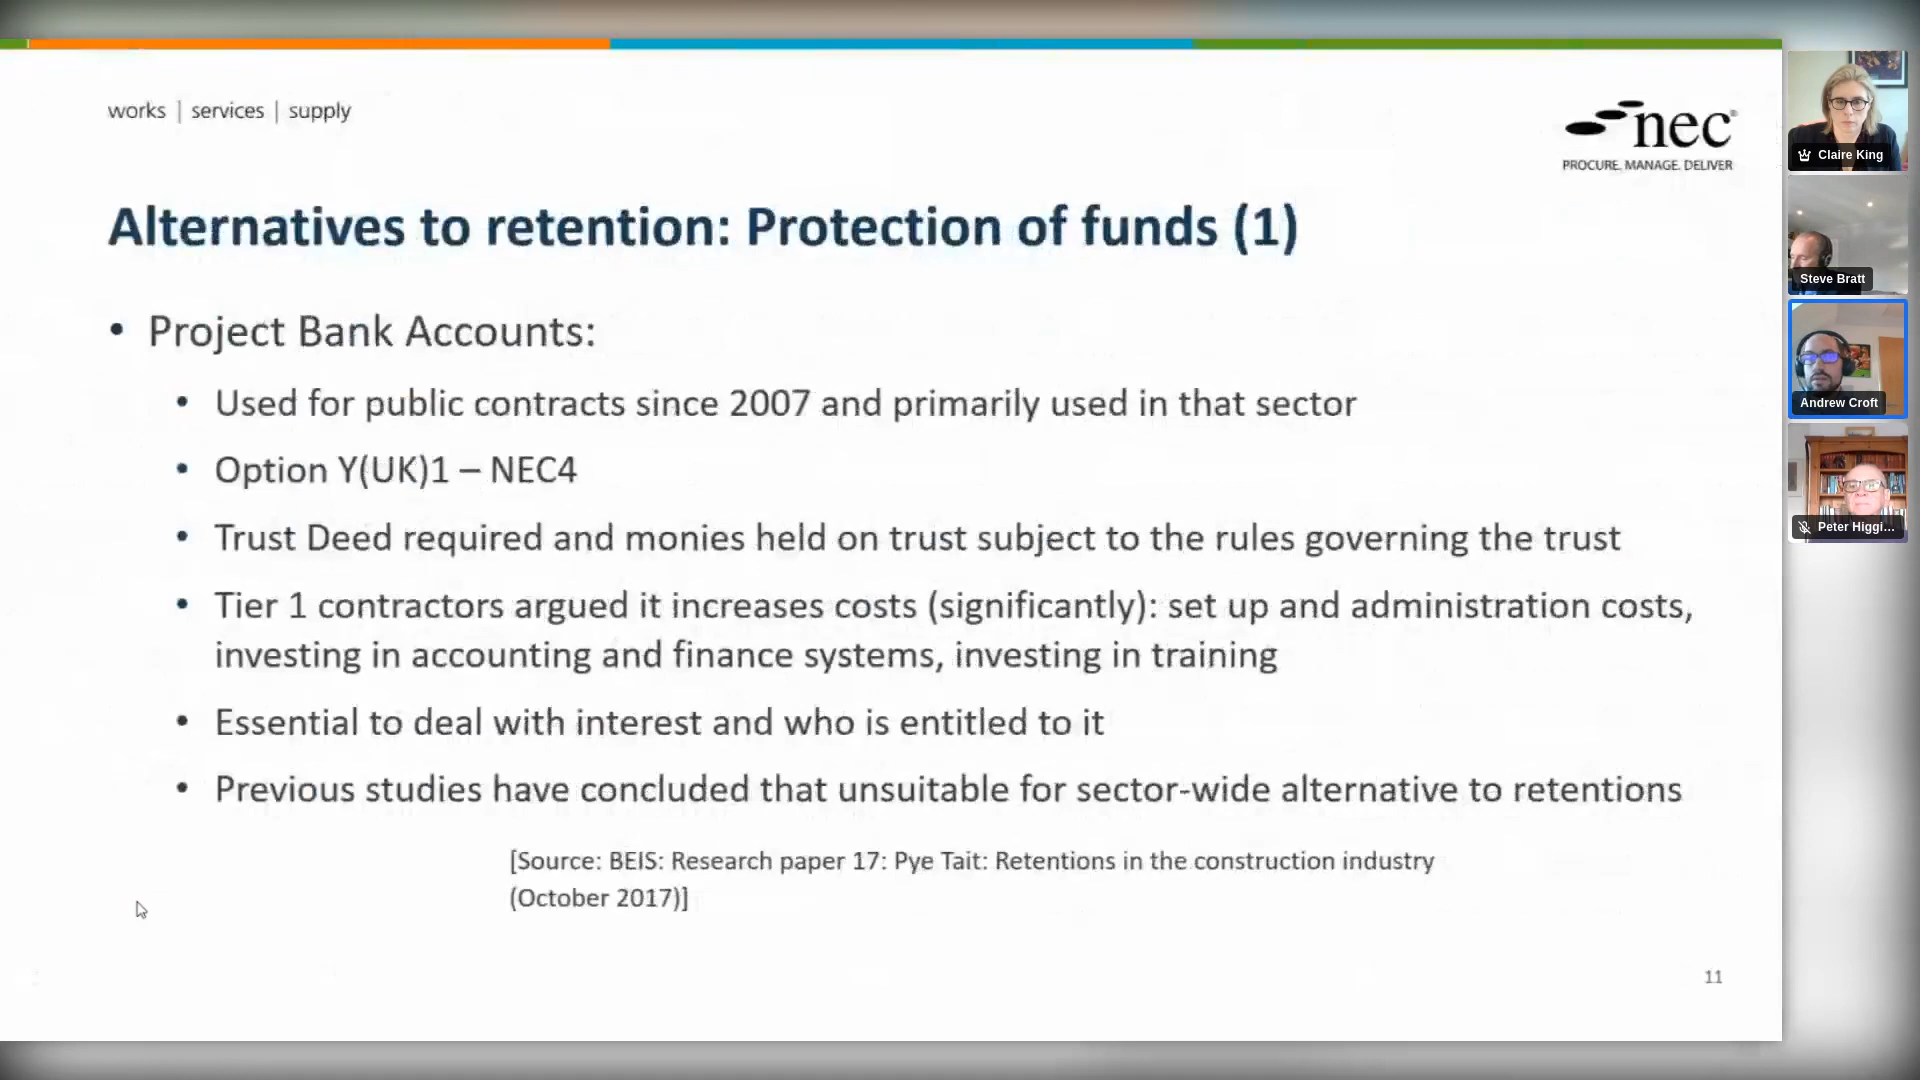 works | services | supply
nec
PROCURE. MANAGE. DELIVER
Alternatives to retention: Protection of funds (1)
• Project Bank Accounts:
• Used for public contracts since 2007 and primarily used in that sector
• Option Y(UK)1 – NEC4
• Trust Deed required and monies held on trust subject to the rules governing the trust
• Tier 1 contractors argued it increases costs (significantly): set up and administration costs,
investing in accounting and finance systems, investing in training
• Essential to deal with interest and who is entitled to it
• Previous studies have concluded that unsuitable for sector-wide alternative to retentions
[Source: BEIS: Research paper 17: Pye Tait: Retentions in the construction industry
(October 2017)]
11
Claire King
Steve Bratt
Andrew Croft
Peter Higgi...